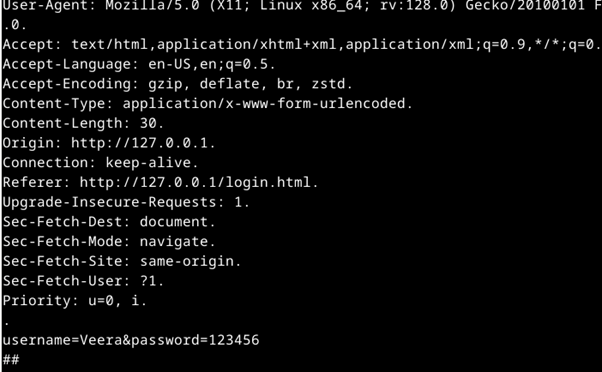 User-Agent: Mozilla/5.0 (X11; Linux x86_64; rv:128.0) Gecko/20100101 F
.0.
Accept: text/html,application/xhtml+xml,application/xml;q=0.9,*/*;q=0.
Accept-Language: en-US,en;q=0.5.
Accept-Encoding: gzip, deflate, br, zstd.
Content-Type: application/x-www-form-urlencoded.
Content-Length: 30.
Origin: http://127.0.0.1.
Connection: keep-alive.
Referer: http://127.0.0.1/login.html.
Upgrade-Insecure-Requests: 1.
Sec-Fetch-Dest: document.
Sec-Fetch-Mode: navigate.
Sec-Fetch-Site: same-origin.
Sec-Fetch-User: ?1.
Priority: u=0, i.
.
username=Veera&password=123456
##